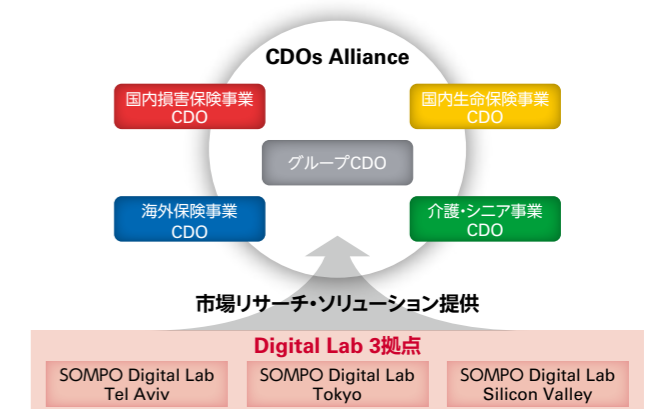 CDOs Alliance
国内損害保険事業
CDO
国内生命保険事業
CDO
グループCDO
海外保険事業
CDO
介護・シニア事業
CDO
市場リサーチ・ソリューション提供
Digital Lab 3拠点
SOMPO Digital Lab
Tel Aviv
SOMPO Digital Lab
Tokyo
SOMPO Digital Lab
Silicon Valley